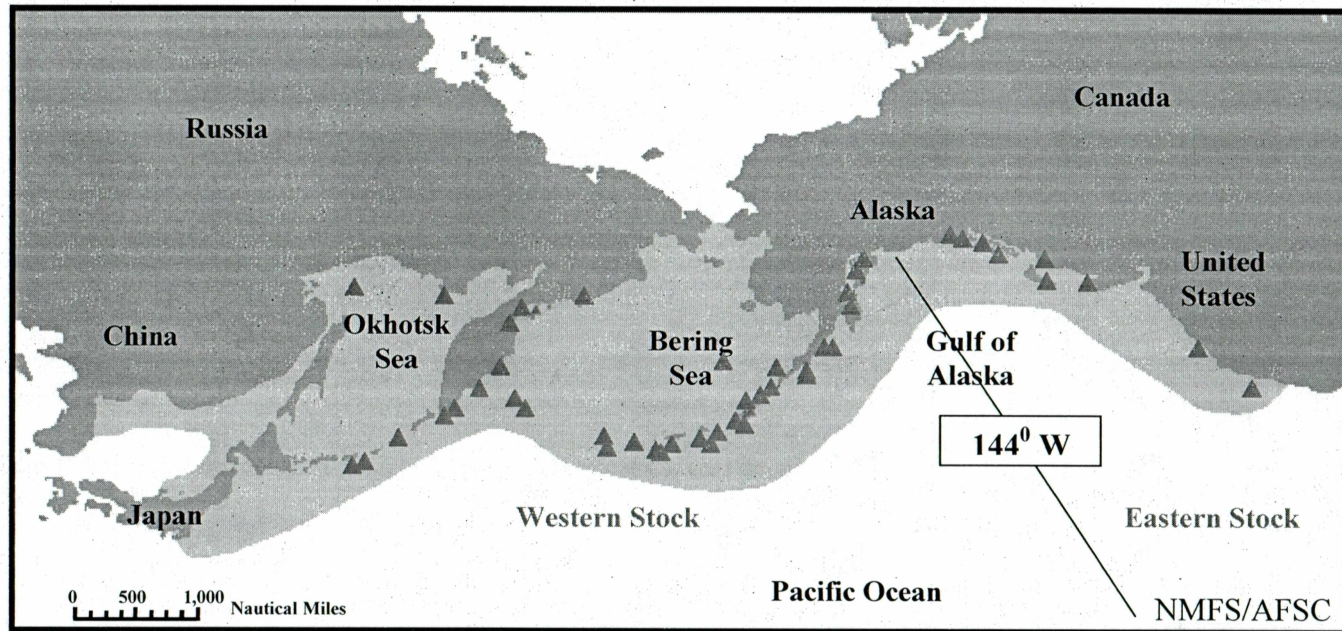 Canada
Russia
Alaska
United
States
China
Okhotsk
Sea
Bering
Sea
Gulf of
Alaska
144⁰ W
Japan
Western Stock
Eastern Stock
Pacific Ocean
0 500 1,000
Nautical Miles
NMFS/AFSC